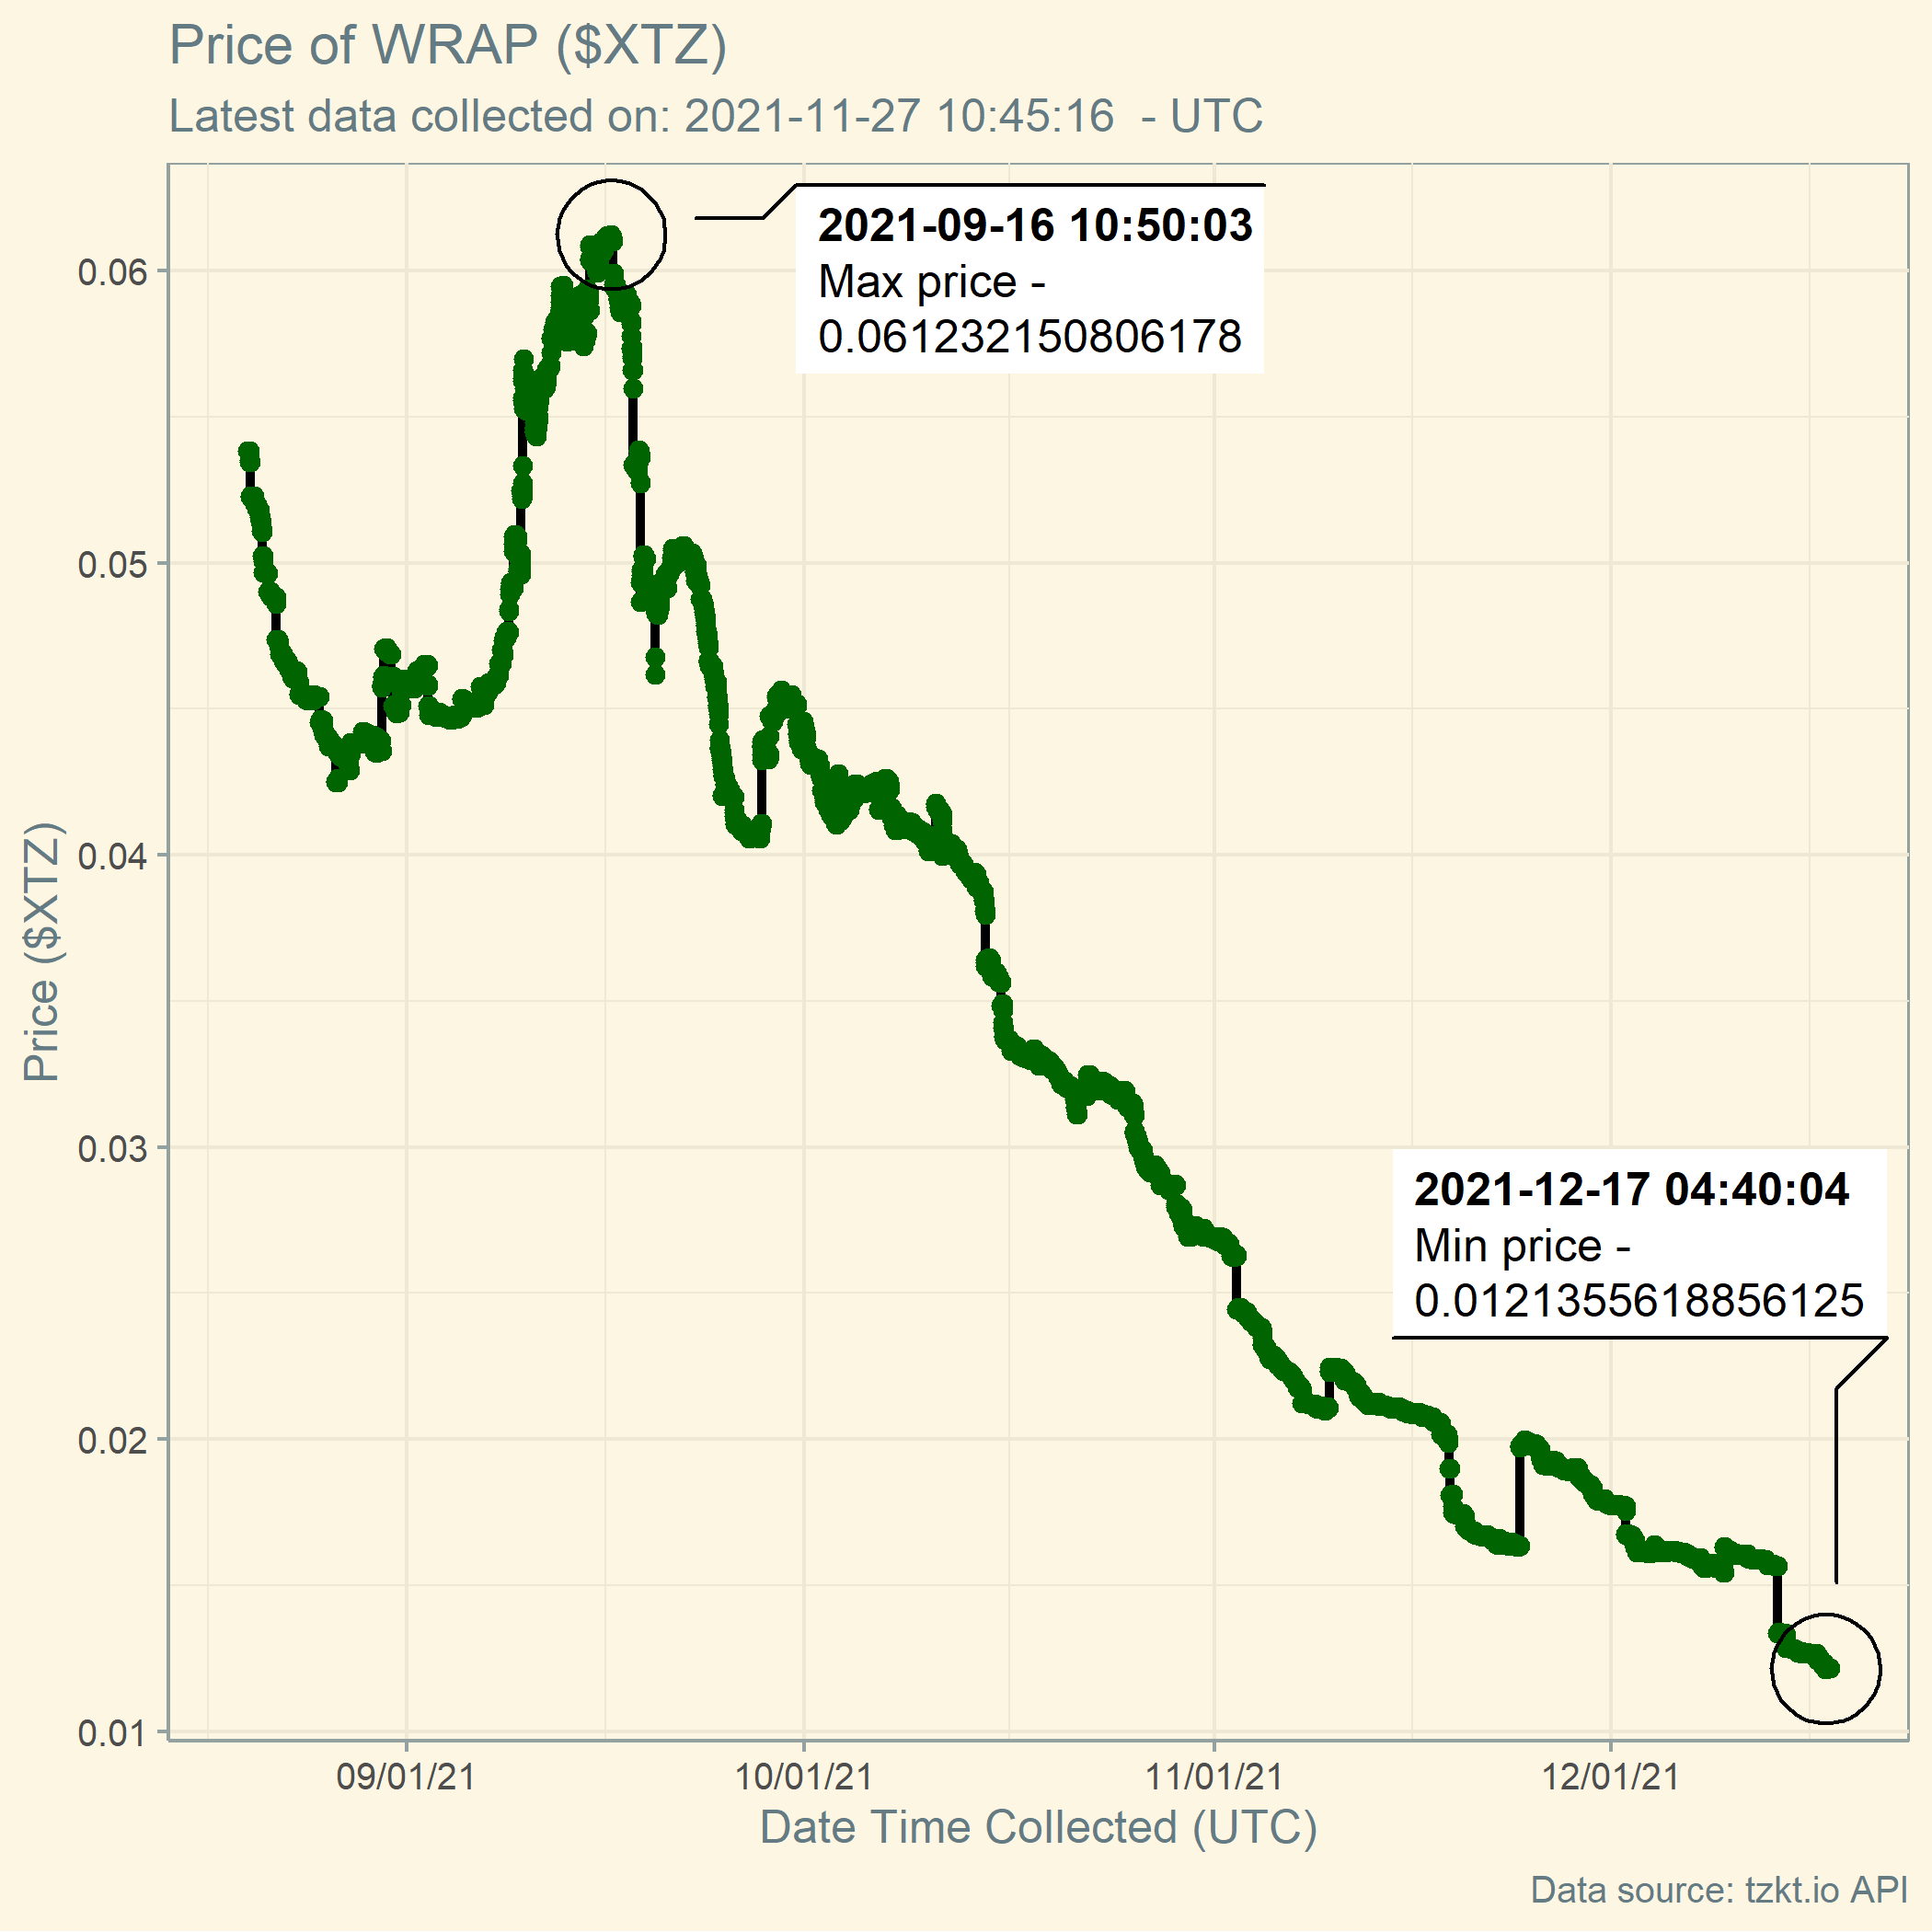 Price of WRAP ($XTZ)
Latest data collected on: 2021-11-27 10:45:16  - UTC
2021-09-16 10:50:03
Max price -
0.061232150806178
0.06
0.05
0.04
0.03
0.02
0.01
Price ($XTZ)
2021-12-17 04:40:04
Min price -
0.0121355618856125
09/01/21
10/01/21
11/01/21
12/01/21
Date Time Collected (UTC)
Data source: tzkt.io API